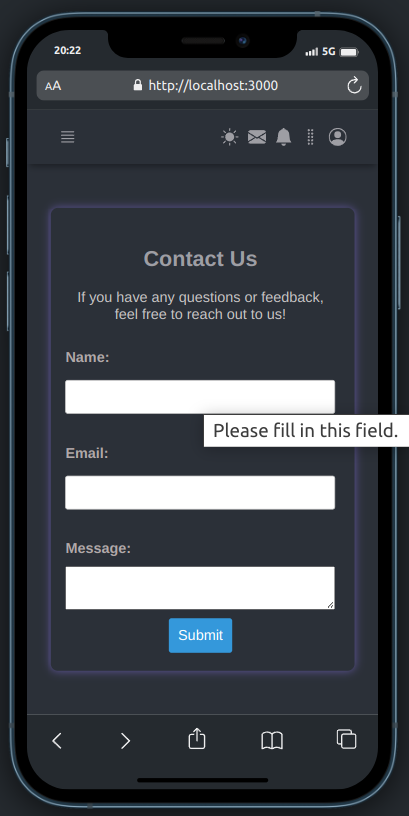 20:22
5G
AA
http://localhost:3000
Contact Us
If you have any questions or feedback,
feel free to reach out to us!
Name:
Please fill in this field.
Email:
Message:
Submit